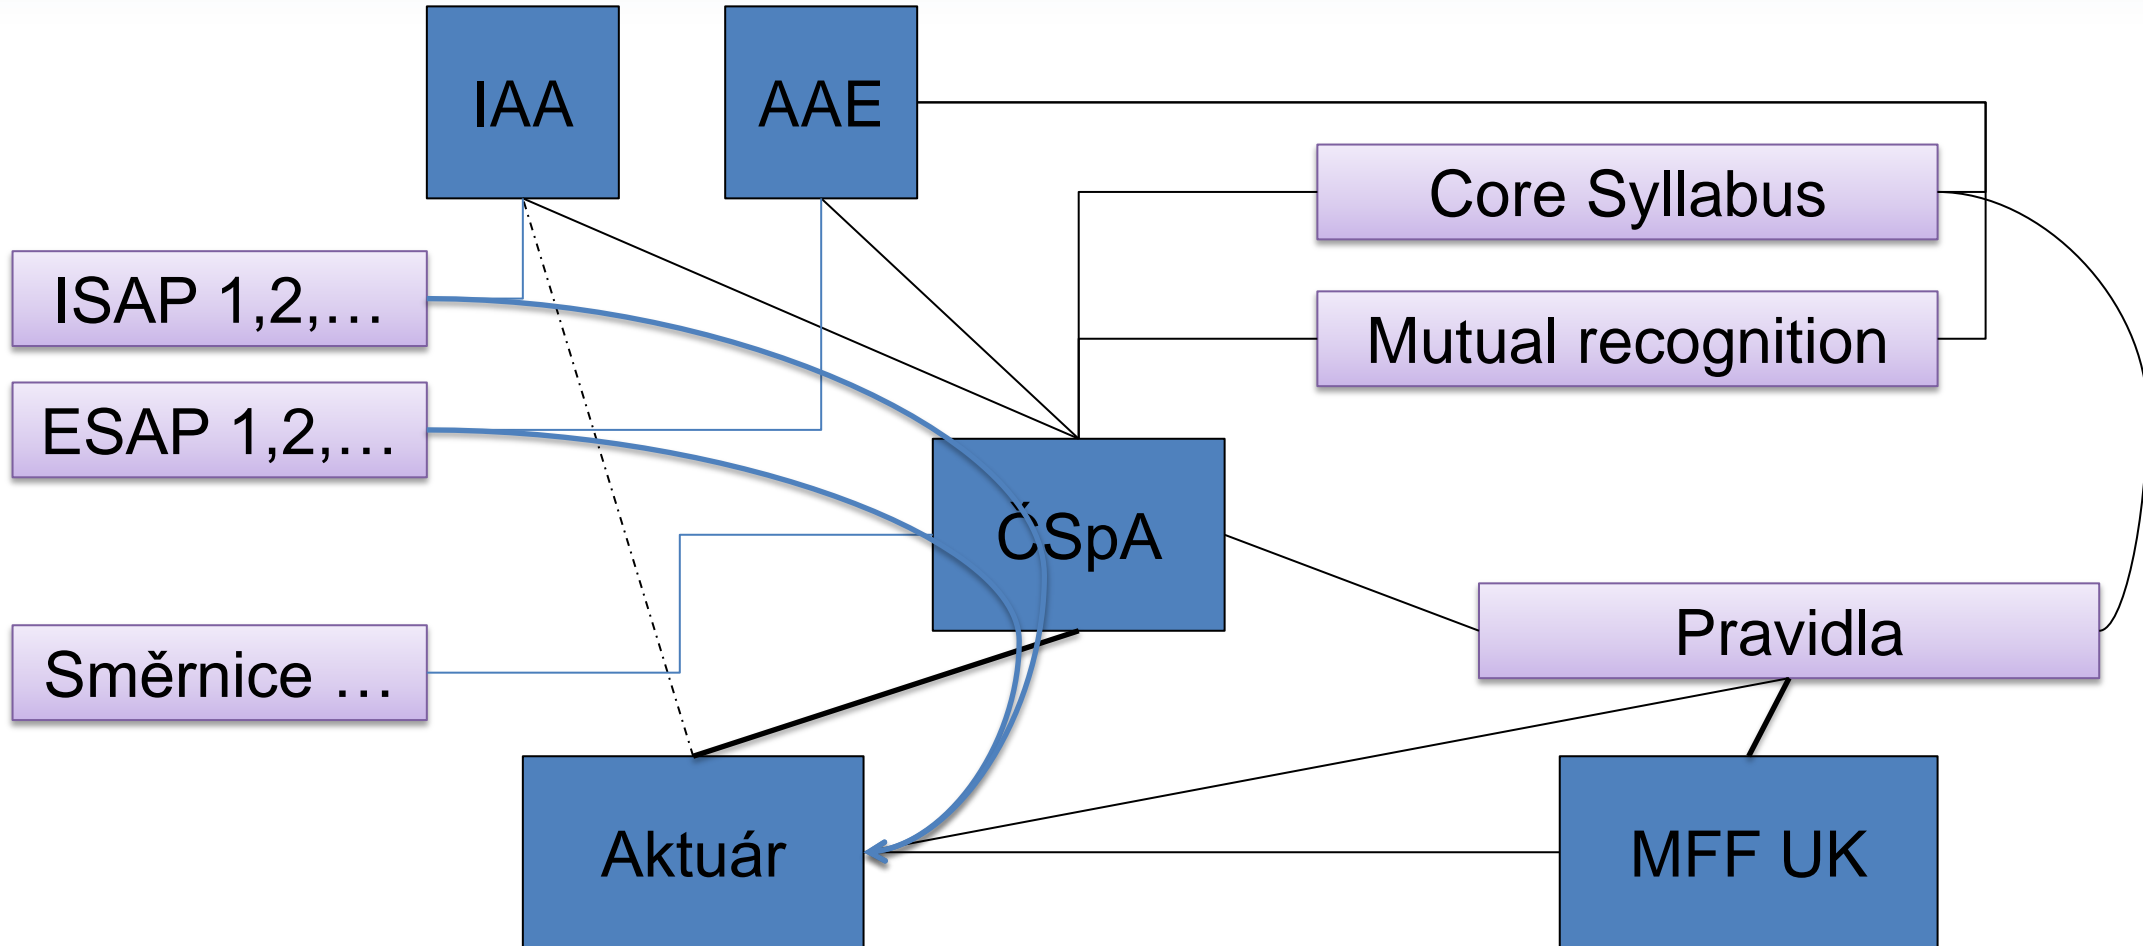 IAA
AAE
Core Syllabus
ISAP 1,2,…
Mutual recognition
ESAP 1,2,…
ČSpA
Pravidla
Směrnice …
Aktuár
MFF UK